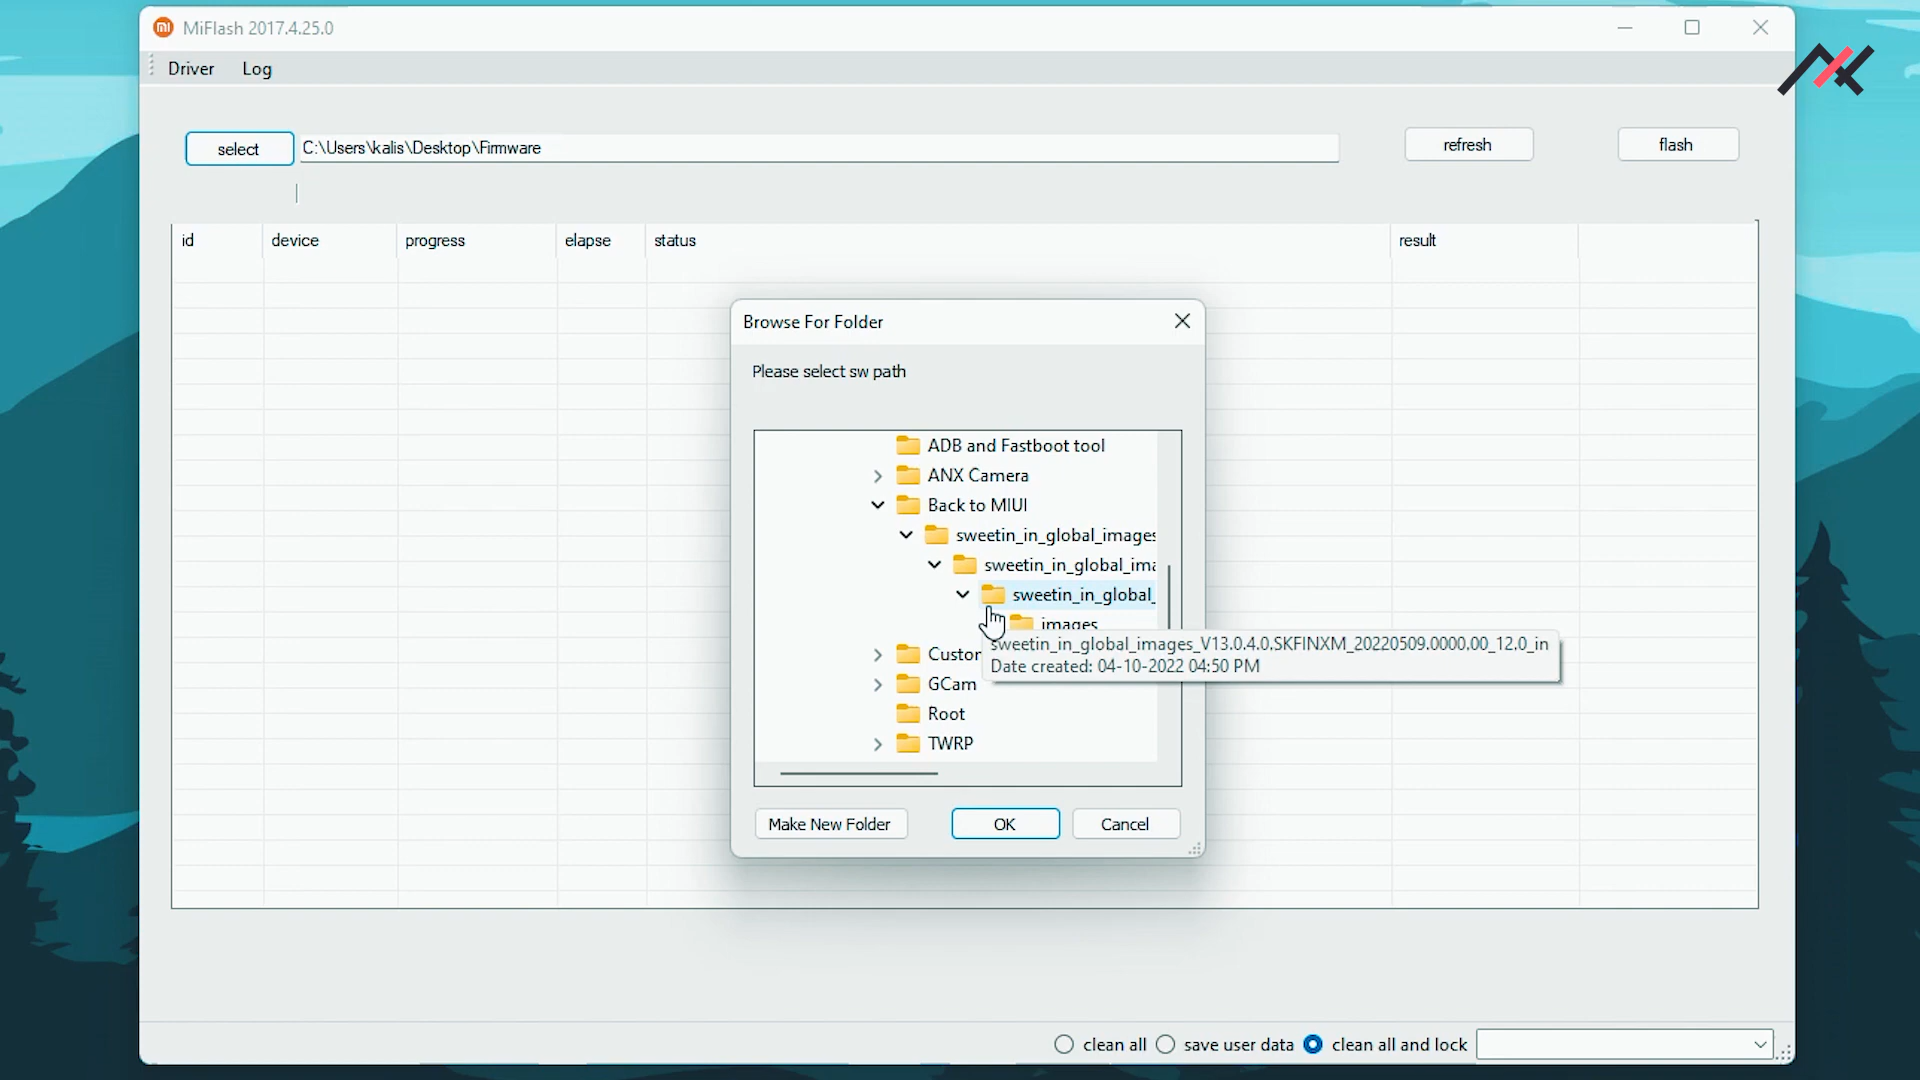 MiFlash 2017.4.25.0
Driver Log
select C:\Users\kalis\Desktop\Firmware refresh flash
id device progress elapse status result
Browse For Folder
Please select sw path
ADB and Fastboot tool
ANX Camera
Back to MIUI
sweetin_in_global_images
sweetin_in_global_ima
sweetin_in_global_
images
sweetin_in_global_images_V13.0.4.0.SKFINXM_20220509.0000.00_12.0_in
Date created: 04-10-2022 04:50 PM
Custor
GCam
Root
TWRP
Make New Folder OK Cancel
clean all save user data clean all and lock